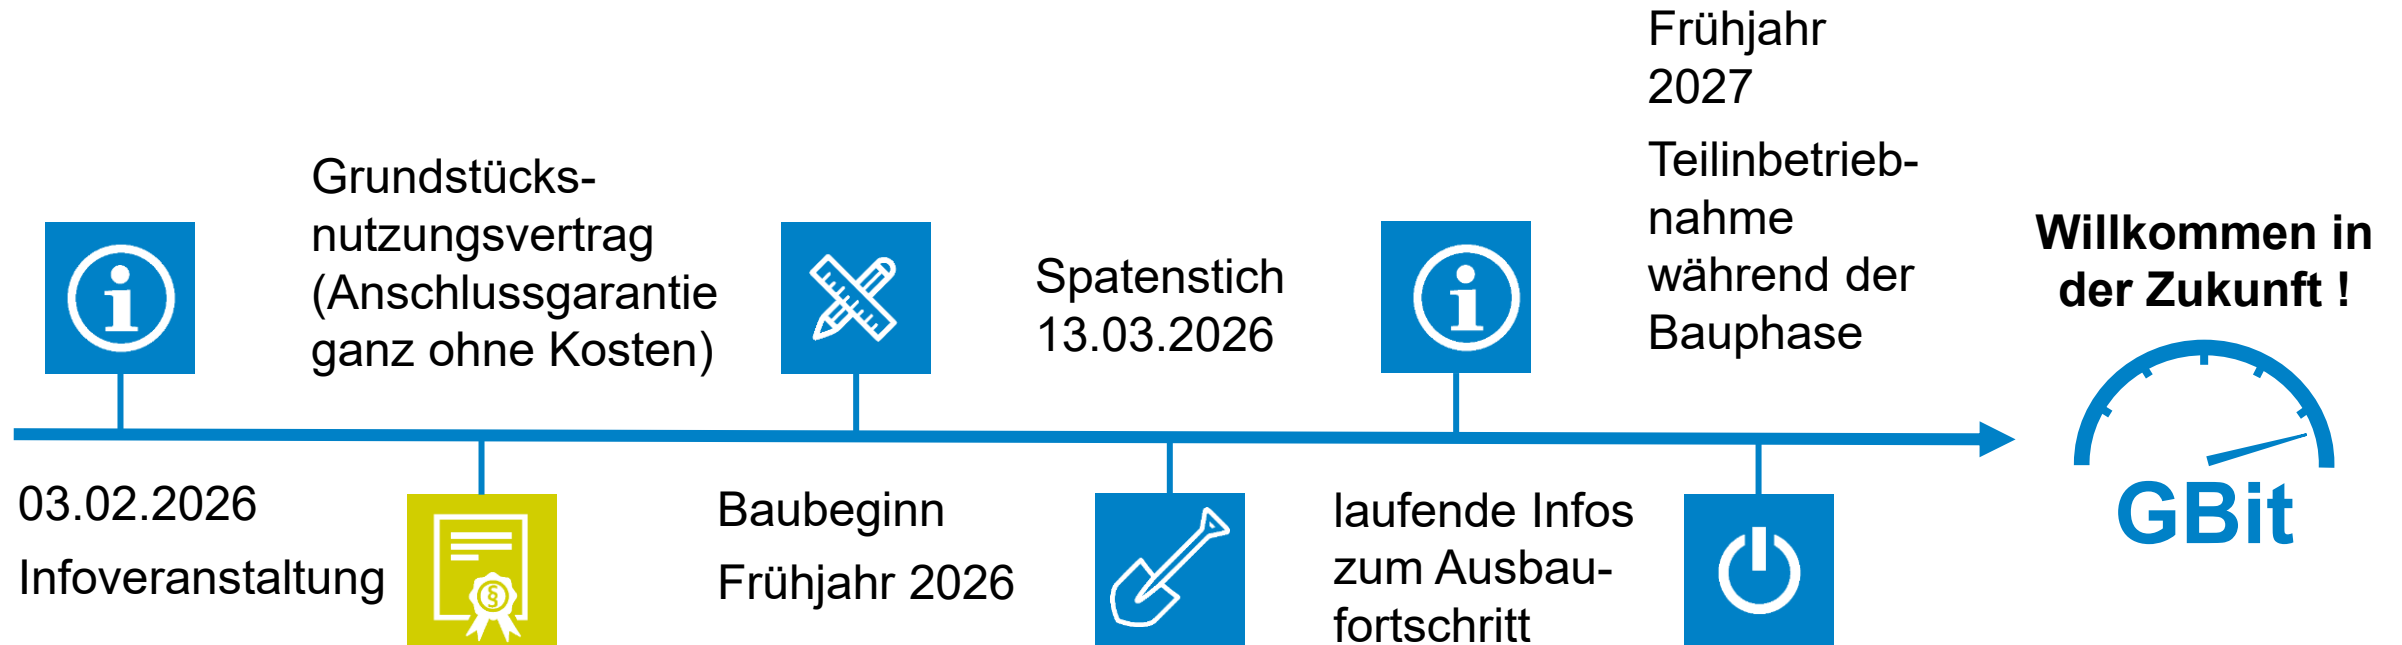 03.02.2026
Infoveranstaltung
Grundstücks-
nutzungsvertrag
(Anschlussgarantie
ganz ohne Kosten)
§
Baubeginn
Frühjahr 2026
Spatenstich
13.03.2026
laufende Infos
zum Ausbau-
fortschritt
Frühjahr
2027
Teilinbetrieb-
nahme
während der
Bauphase
Willkommen in
der Zukunft !
GBit